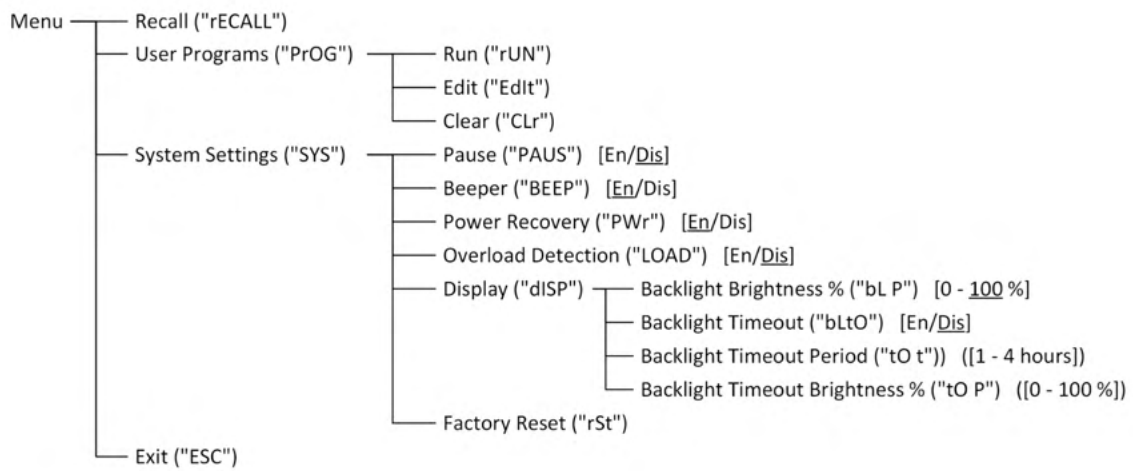 Menu Recall ("rECALL")
User Programs ("PrOG") Run ("rUN")
Edit ("EdIt")
Clear ("CLr")
System Settings ("SYS") Pause ("PAUS") [En/Dis]
Beeper ("BEEP") [En/Dis]
Power Recovery ("PWr") [En/Dis]
Overload Detection ("LOAD") [En/Dis]
Display ("dISP") Backlight Brightness % ("bL P") [0 - 100 %]
Backlight Timeout ("bLtO") [En/Dis]
Backlight Timeout Period ("tO t")) ([1 - 4 hours])
Backlight Timeout Brightness % ("tO P") ([0 - 100 %])
Factory Reset ("rSt")
Exit ("ESC")